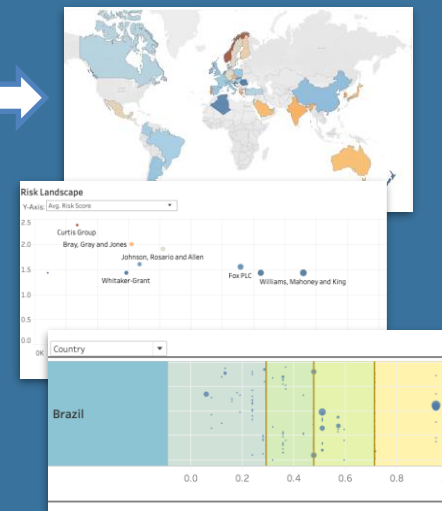 Risk Landscape
Y-Axis: Avg. Risk Score
2.5
Curtis Group
2.0
Bray, Gray and Jones
Johnson, Rosario and Allen
1.5
Whitaker-Grant
Fox PLC
Williams, Mahoney and King
1.0
0.5
0.0
0K
Country
Brazil
0.0 0.2 0.4 0.6 0.8